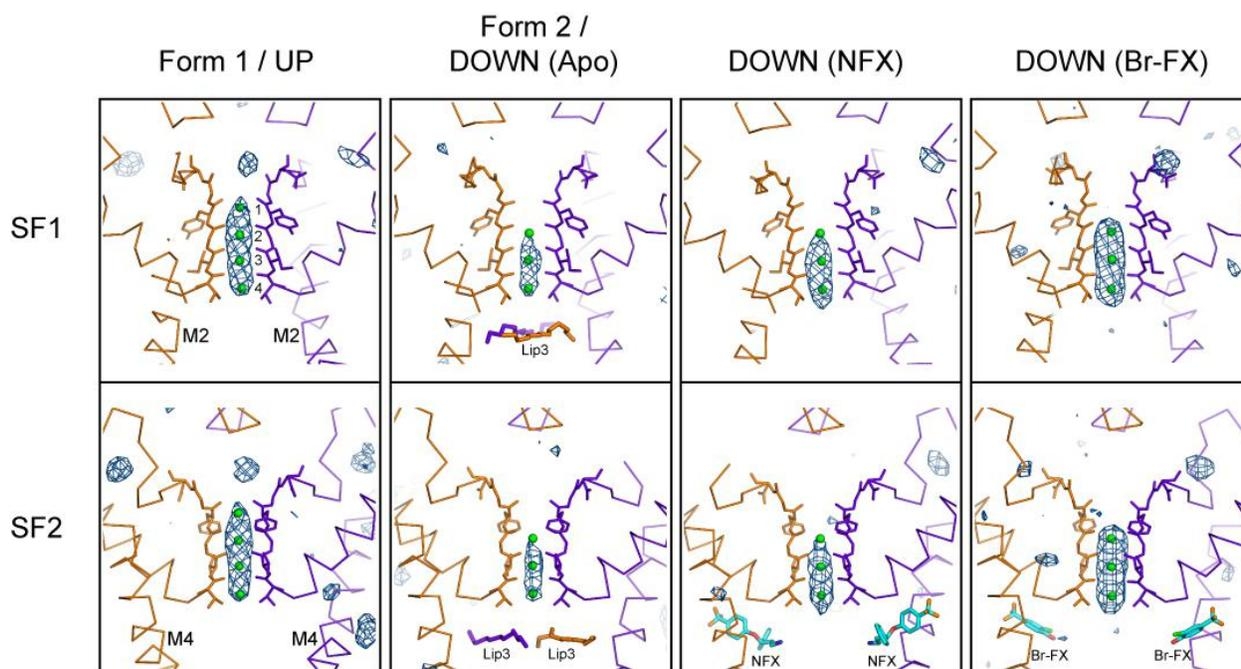 Form 1 / UP
Form 2 /
DOWN (Apo)
DOWN (NFX)
DOWN (Br-FX)
SF1
1
2
3
4
M2
M2
Lip3
SF2
M4
M4
Lip3
Lip3
NFX
NFX
Br-FX
Br-FX